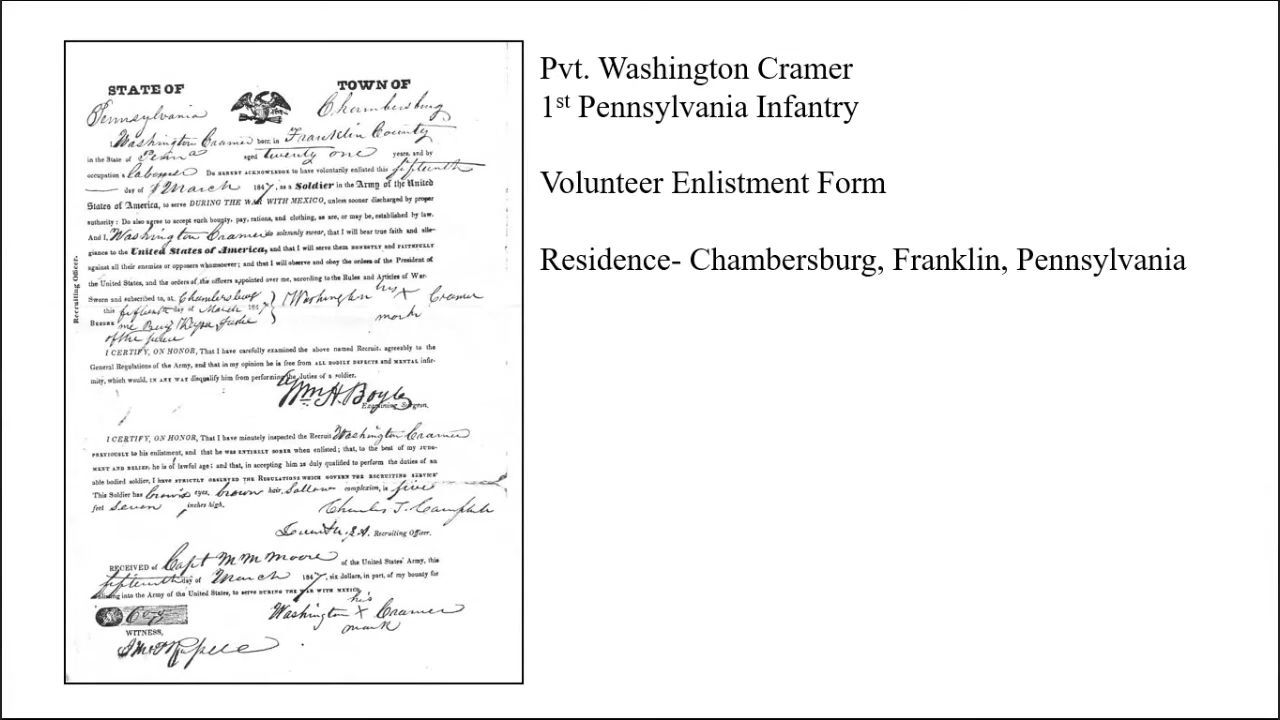 STATE OF
TOWN OF
Pennsylvania
Chambersburg
Washington Cramer born in Franklin County
in the State of Penna aged twenty one years, and by
occupation a laborer Do HEREBY ACKNOWLEDGE to have voluntarily enlisted this fifteenth
day of March 1847, as a Soldier in the Army of the United
States of America, to serve DURING THE WAR WITH MEXICO, unless sooner discharged by proper
authority: Do also agree to accept such bounty, pay, rations, and clothing, as are, or may be, established by law.
And I, Washington Cramer do solemnly swear, that I will bear true faith and alle-
giance to the United States of America, and that I will serve them HONESTLY and FAITHFULLY
against all their enemies or opposers whomsoever; and that I will observe and obey the orders of the President of
the United States, and the orders of the officers appointed over me, according to the Rules and Articles of War.
Sworn and subscribed to, at Chambersburg
this fifteenth day of March 1847
Before me
of the peace
Washington his X mark Cramer
Recruiting Officer.
I CERTIFY, ON HONOR, That I have carefully examined the above named Recruit, agreeably to the
General Regulations of the Army, and that in my opinion he is free from ALL BODILY DEFECTS and MENTAL infir-
mity, which would, IN ANY WAY disqualify him from performing the duties of a soldier.
Wm H. Boyle
Examining Surgeon.
I CERTIFY, ON HONOR, That I have minutely inspected the Recruit Washington Cramer
PREVIOUSLY to his enlistment, and that he WAS ENTIRELY SOBER when enlisted; that, to the best of my JUDG-
MENT AND BELIEF, he is of lawful age; and that, in accepting him as duly qualified to perform the duties of an
able bodied soldier, I have STRICTLY OBSERVED THE REGULATIONS WHICH GOVERN THE RECRUITING SERVICE
This Soldier has brown eyes, brown hair, Sallow complexion, is five
feet Seven inches high.
Charles T. Campbell
Recruiting Officer.
RECEIVED of Capt M M Moore of the United States' Army, this
fifteenth day of March 1847, six dollars, in part, of my bounty for
enlisting into the Army of the United States, to SERVE DURING THE WAR WITH MEXICO.
Washington his X mark Cramer
WITNESS,
Pvt. Washington Cramer
1st Pennsylvania Infantry
Volunteer Enlistment Form
Residence- Chambersburg, Franklin, Pennsylvania